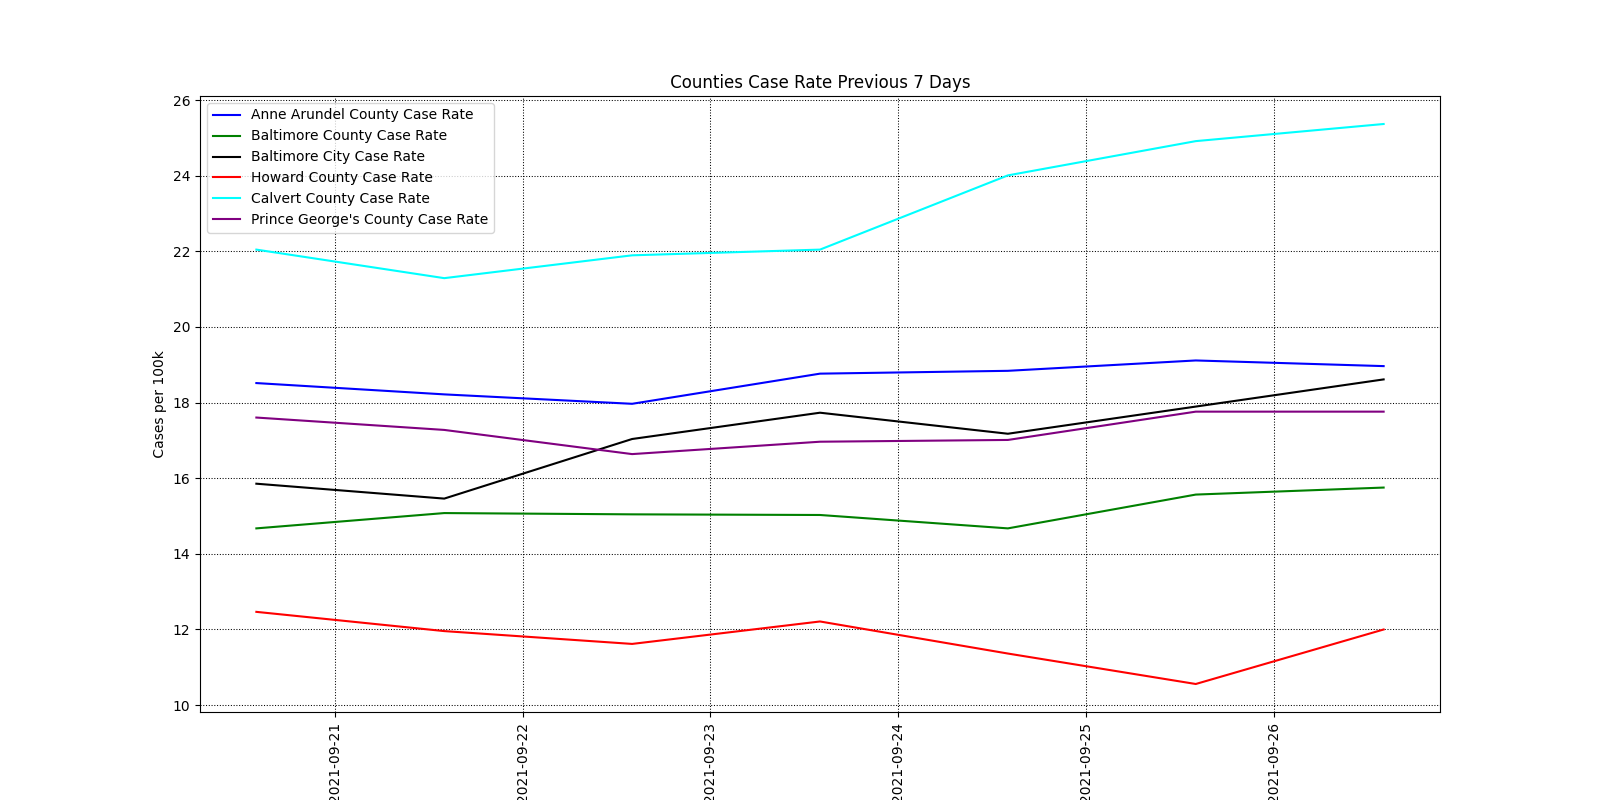 Counties Case Rate Previous 7 Days
Cases per 100k
26
24
22
20
18
16
14
12
10
Anne Arundel County Case Rate
Baltimore County Case Rate
Baltimore City Case Rate
Howard County Case Rate
Calvert County Case Rate
Prince George's County Case Rate
2021-09-21
2021-09-22
2021-09-23
2021-09-24
2021-09-25
2021-09-26